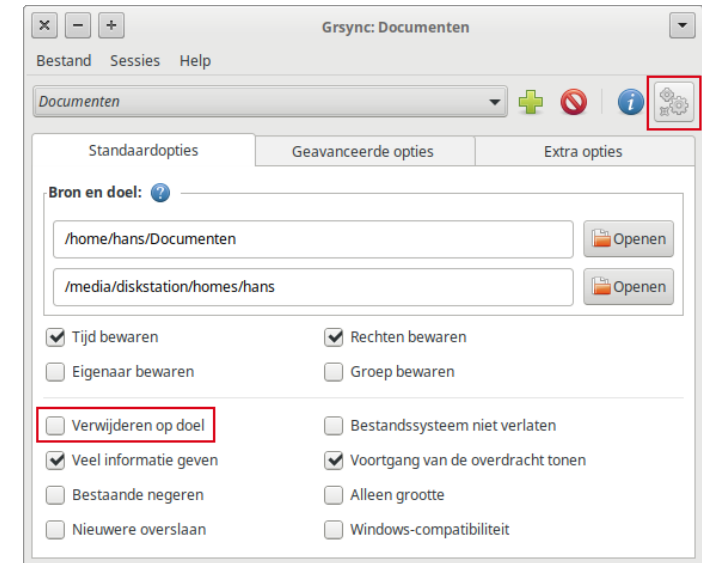 Grsync: Documenten
Bestand Sessies Help
Documenten
Standaardopties Geavanceerde opties Extra opties
Bron en doel:
/home/hans/Documenten Openen
/media/diskstation/homes/hans Openen
Tijd bewaren Rechten bewaren
Eigenaar bewaren Groep bewaren
Verwijderen op doel Bestandssysteem niet verlaten
Veel informatie geven Voortgang van de overdracht tonen
Bestaande negeren Alleen grootte
Nieuwere overslaan Windows-compatibiliteit